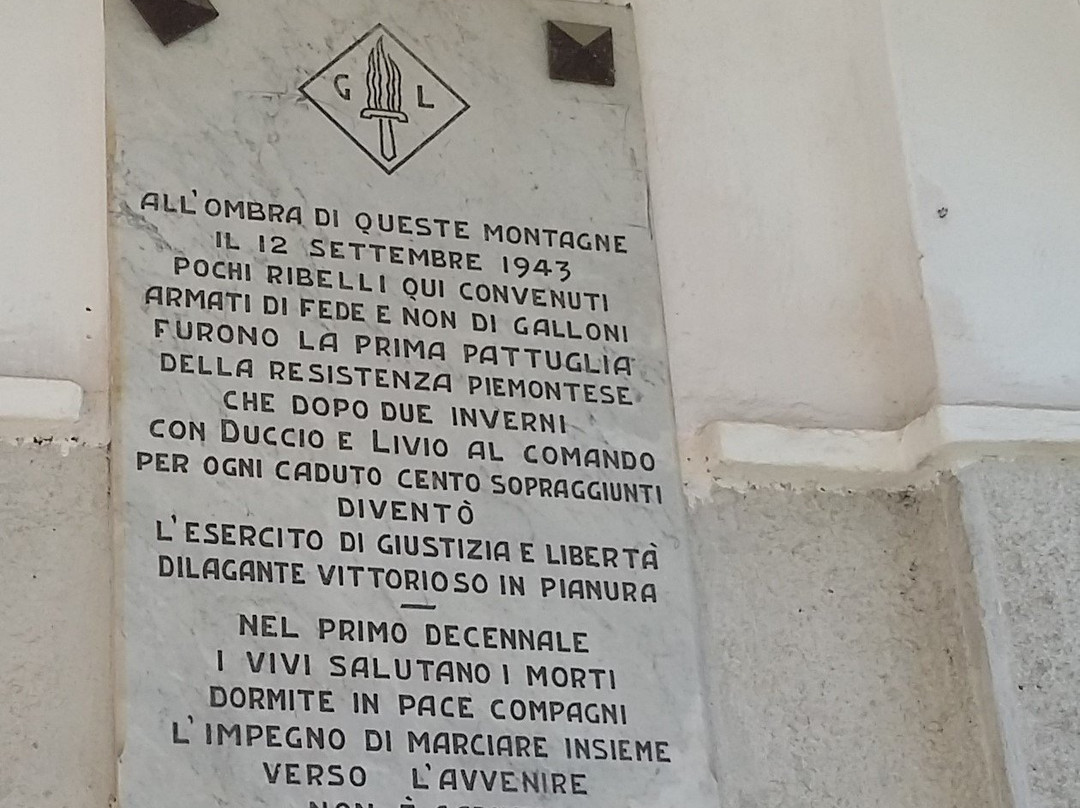 G L
ALL'OMBRA DI QUESTE MONTAGNE
IL 12 SETTEMBRE 1943
POCHI RIBELLI QUI CONVENUTI
ARMATI DI FEDE E NON DI GALLONI
FURONO LA PRIMA PATTUGLIA
DELLA RESISTENZA PIEMONTESE
CHE DOPO DUE INVERNI
CON DUCCIO E LIVIO AL COMANDO
PER OGNI CADUTO CENTO SOPRAGGIUNTI
DIVENTÒ
L'ESERCITO DI GIUSTIZIA E LIBERTÀ
DILAGANTE VITTORIOSO IN PIANURA
NEL PRIMO DECENNALE
I VIVI SALUTANO I MORTI
DORMITE IN PACE COMPAGNI
L'IMPEGNO DI MARCIARE INSIEME
VERSO L'AVVENIRE
NON È